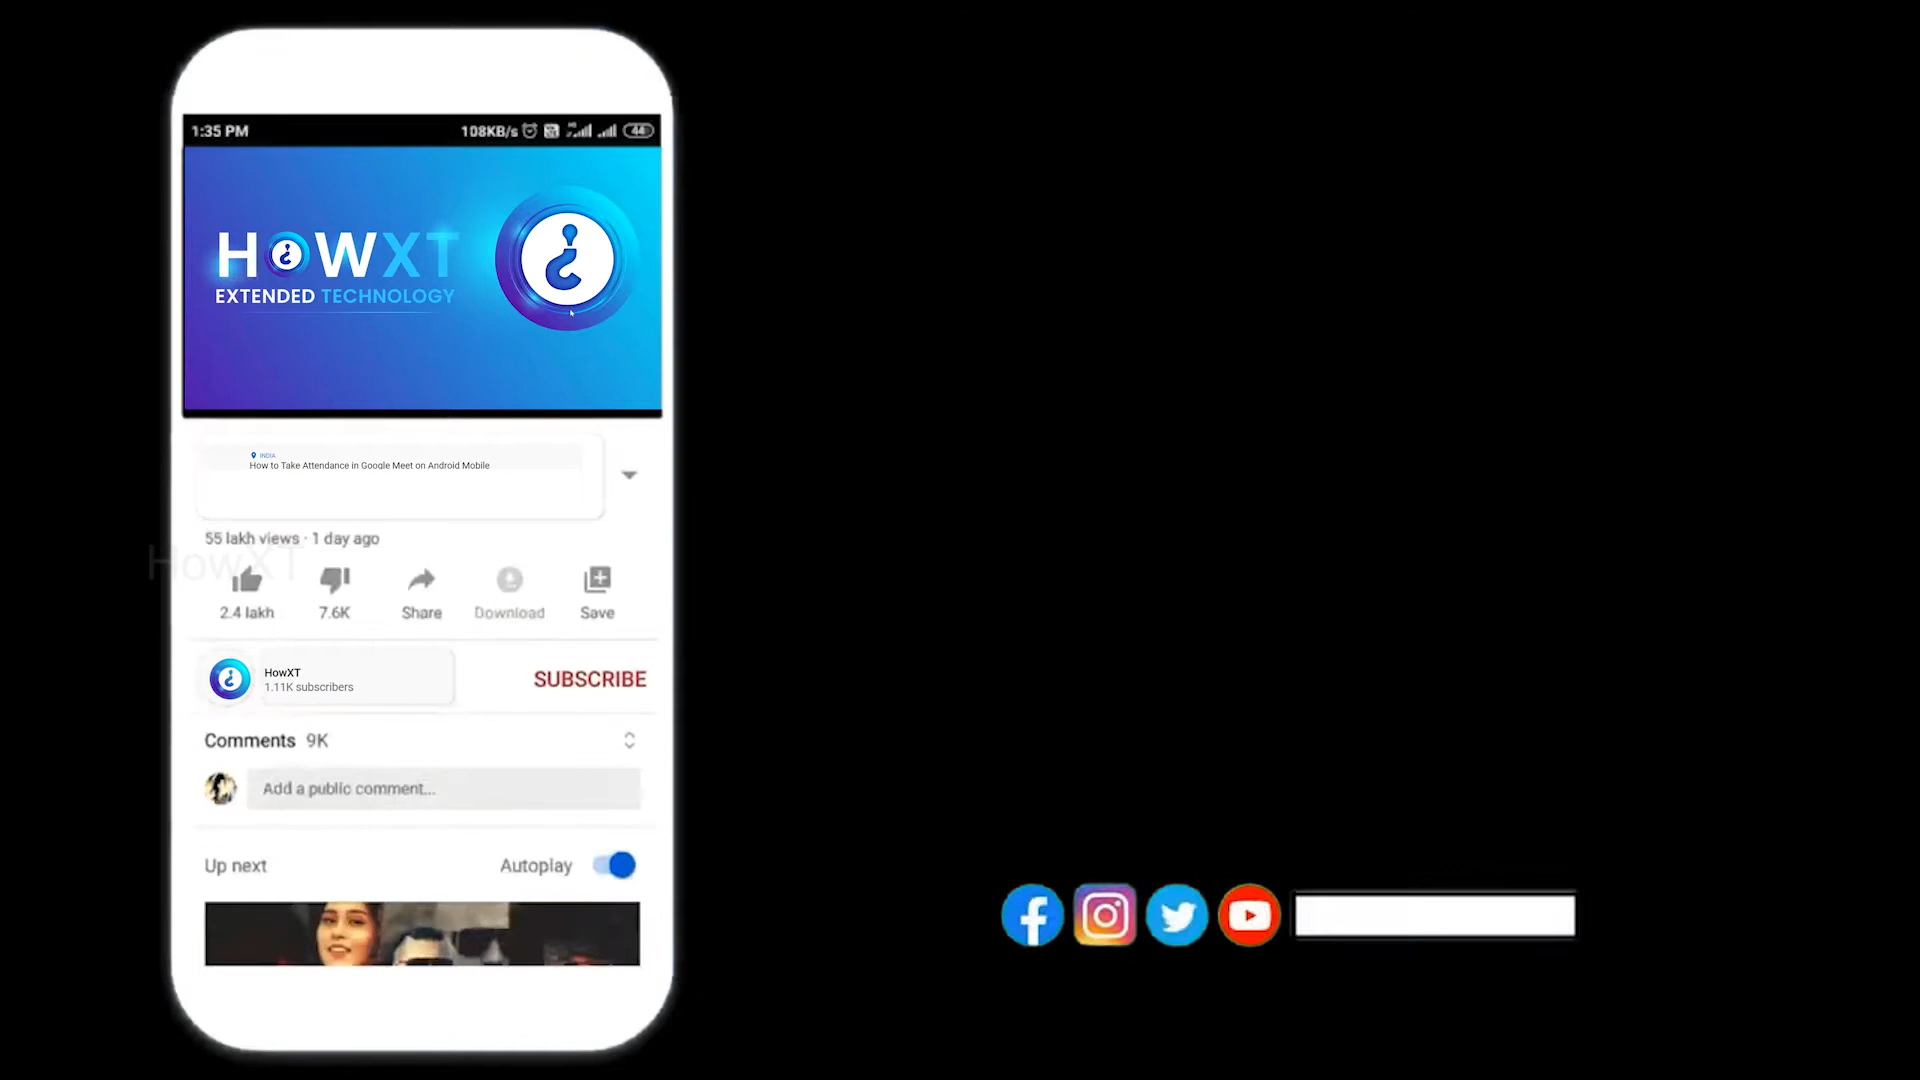 1:35 PM
108KB/s
44
HOWXT
EXTENDED TECHNOLOGY
INDIA
How to Take Attendance in Google Meet on Android Mobile
55 lakh views · 1 day ago
HowXT
2.4 lakh
7.6K
Share
Download
Save
HowXT
1.11K subscribers
SUBSCRIBE
Comments 9K
Add a public comment...
Up next
Autoplay